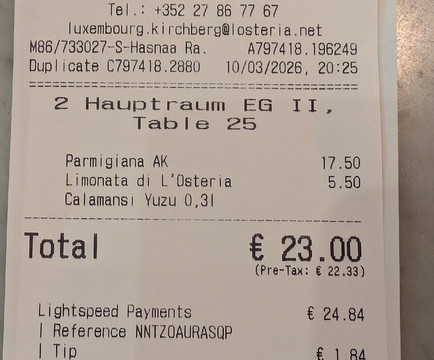 Tel.: +352 27 86 77 67
luxembourg.kirchberg@losteria.net
M86/733027-S-Hasnaa Ra. A797418.196249
Duplicate C797418.2880 10/03/2026, 20:25
2 Hauptraum EG II,
Table 25
Parmigiana AK 17.50
Limonata di L'Osteria 5.50
Calamansi Yuzu 0,3l
Total € 23.00
(Pre-Tax: € 22.33)
Lightspeed Payments € 24.84
| Reference NNTZOAURASQP
| Tip € 1.84